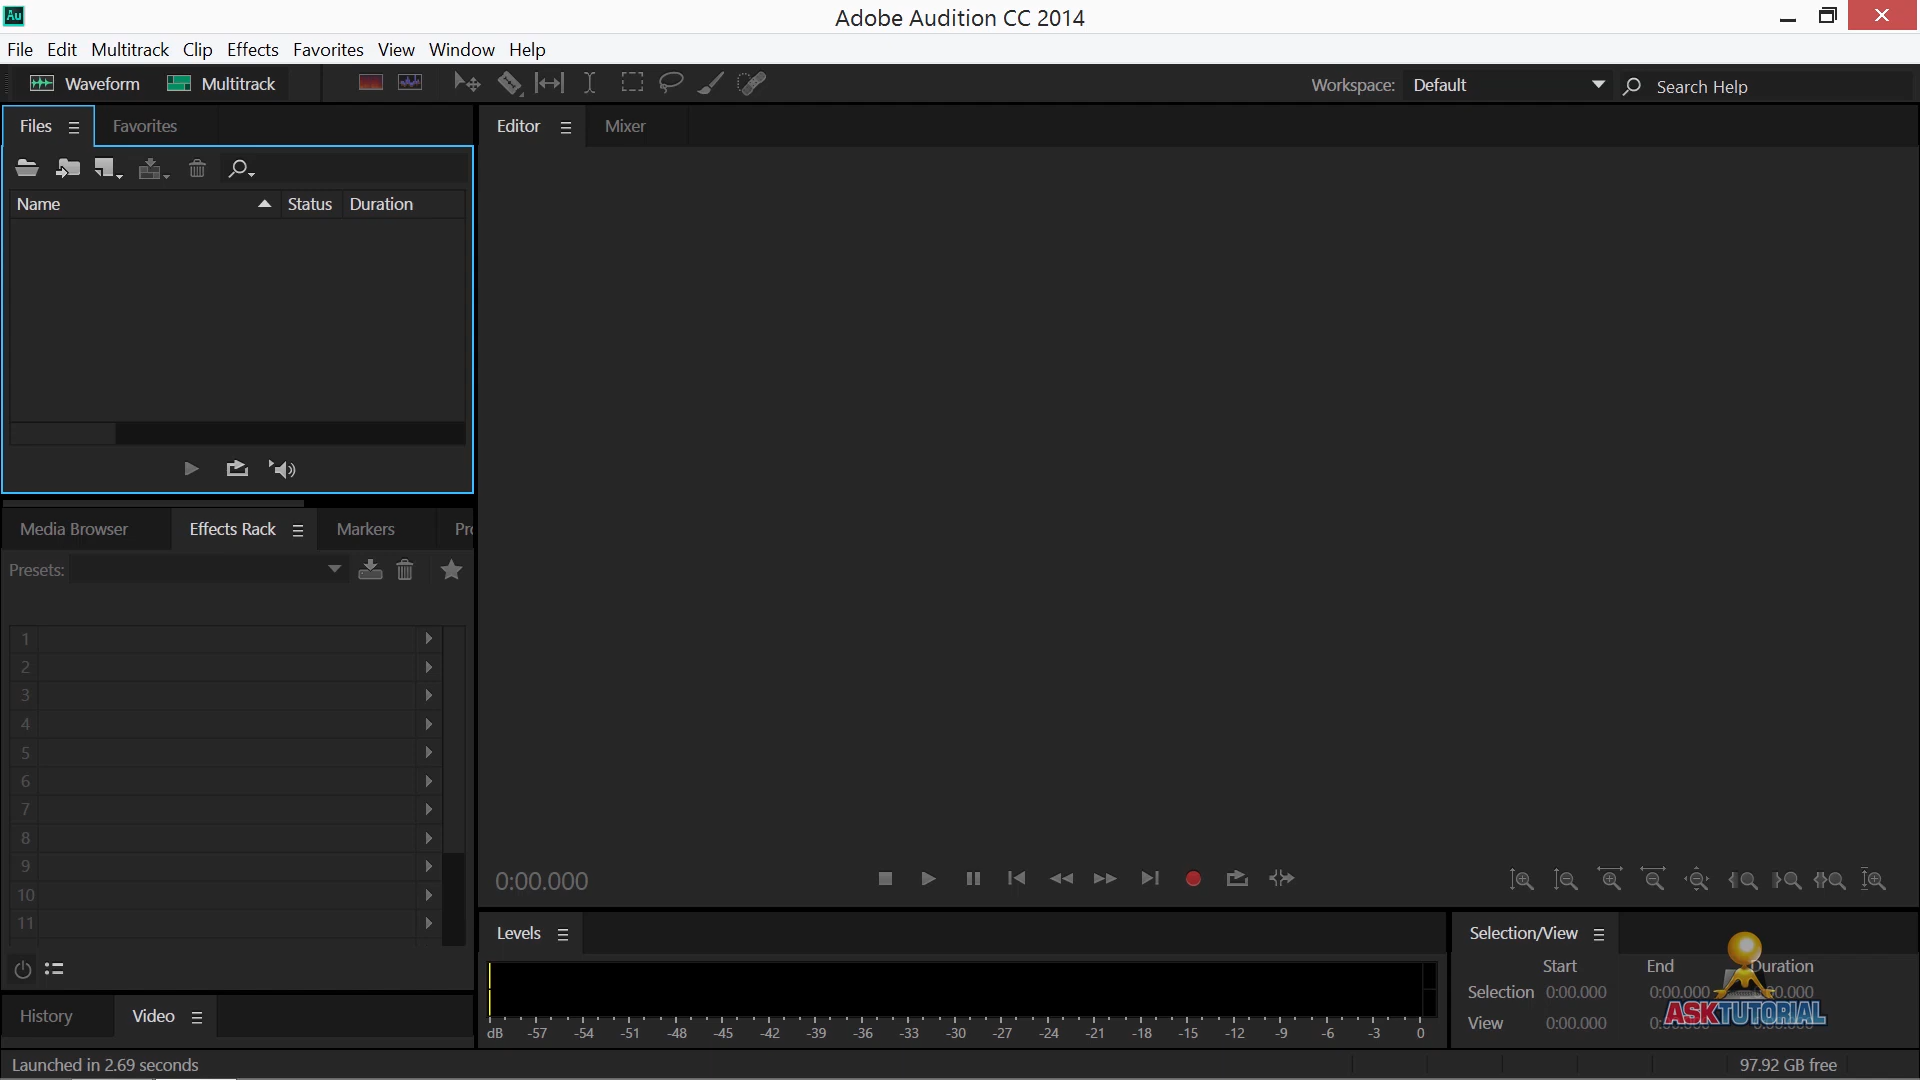 Au
Adobe Audition CC 2014
File Edit Multitrack Clip Effects Favorites View Window Help
Waveform Multitrack
Workspace: Default
Search Help
Files Favorites
Name Status Duration
Editor Mixer
Media Browser Effects Rack Markers Pro
Presets:
1
2
3
4
5
6
7
8
9
10
11
0:00.000
History Video
Levels
dB -57 -54 -51 -48 -45 -42 -39 -36 -33 -30 -27 -24 -21 -18 -15 -12 -9 -6 -3 0
Selection/View
Start End Duration
Selection 0:00.000 0:00.000
View 0:00.000
ASKTUTORIAL
Launched in 2.69 seconds
97.92 GB free